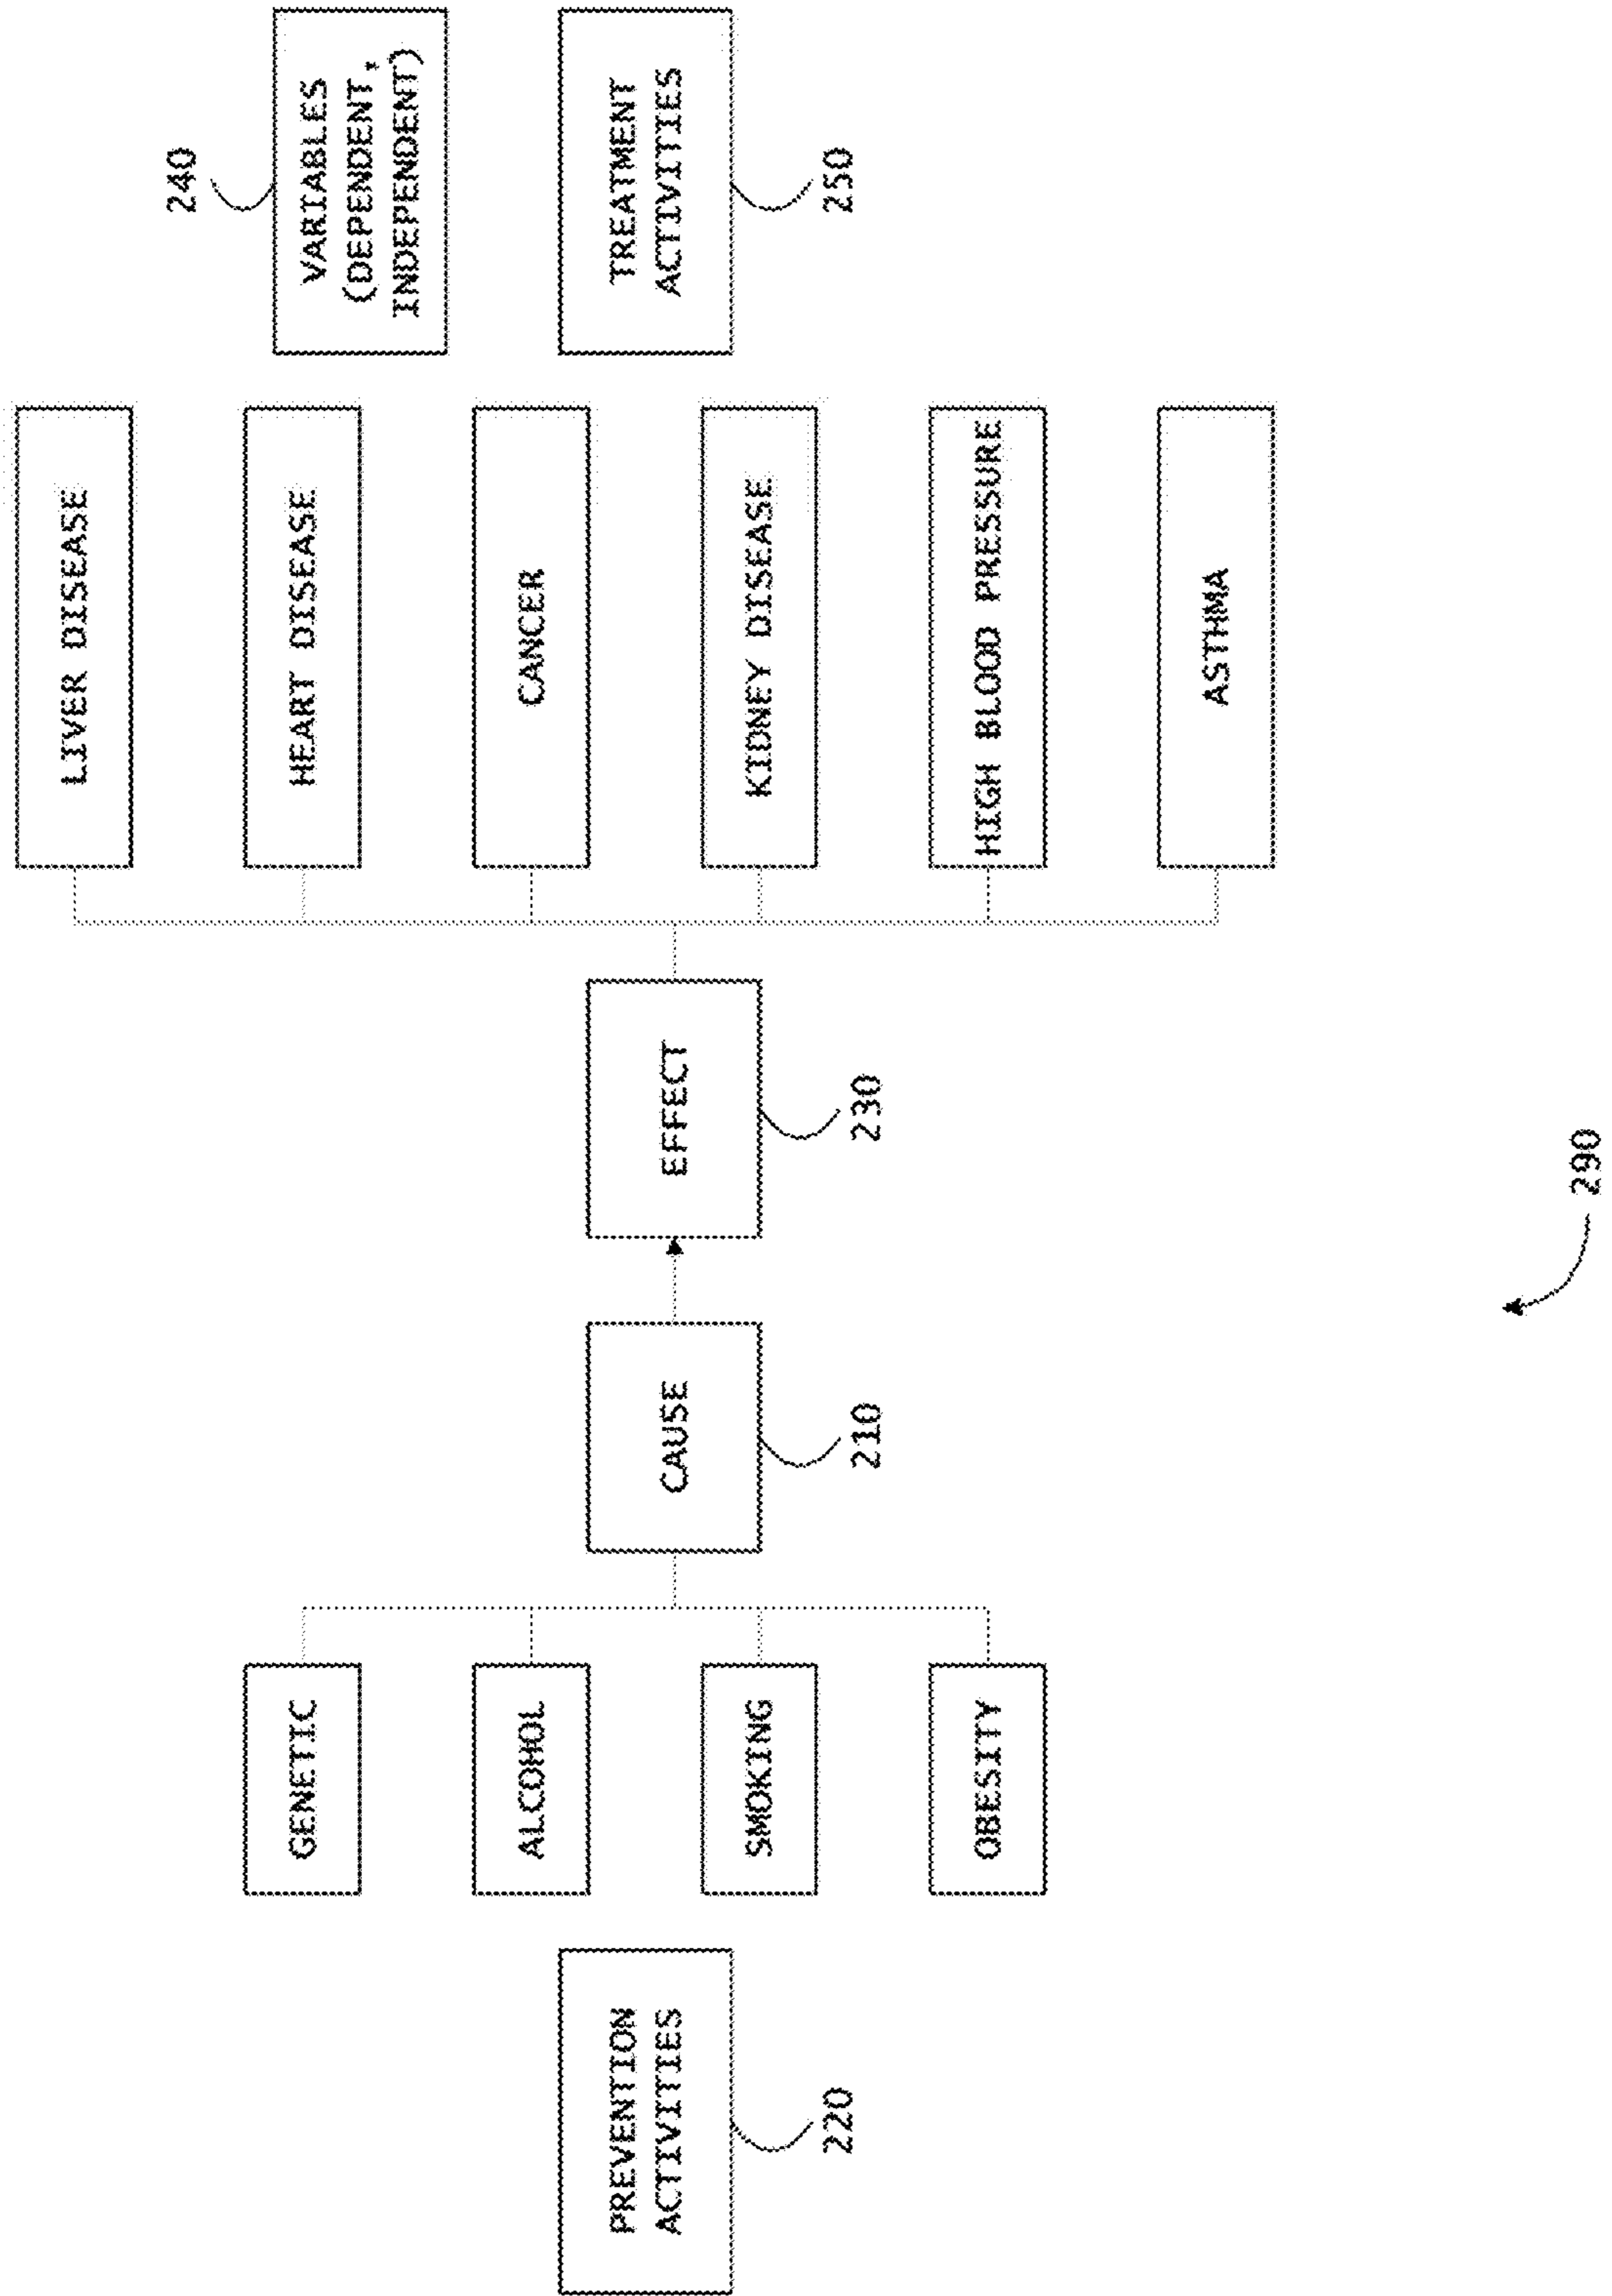 PREVENTION
ACTIVITIES
220
GENETIC
ALCOHOL
SMOKING
OBESITY
CAUSE
210
EFFECT
230
LIVER DISEASE
HEART DISEASE
CANCER
KIDNEY DISEASE
HIGH BLOOD PRESSURE
ASTHMA
240
VARIABLES
(DEPENDENT,
INDEPENDENT)
TREATMENT
ACTIVITIES
250
290